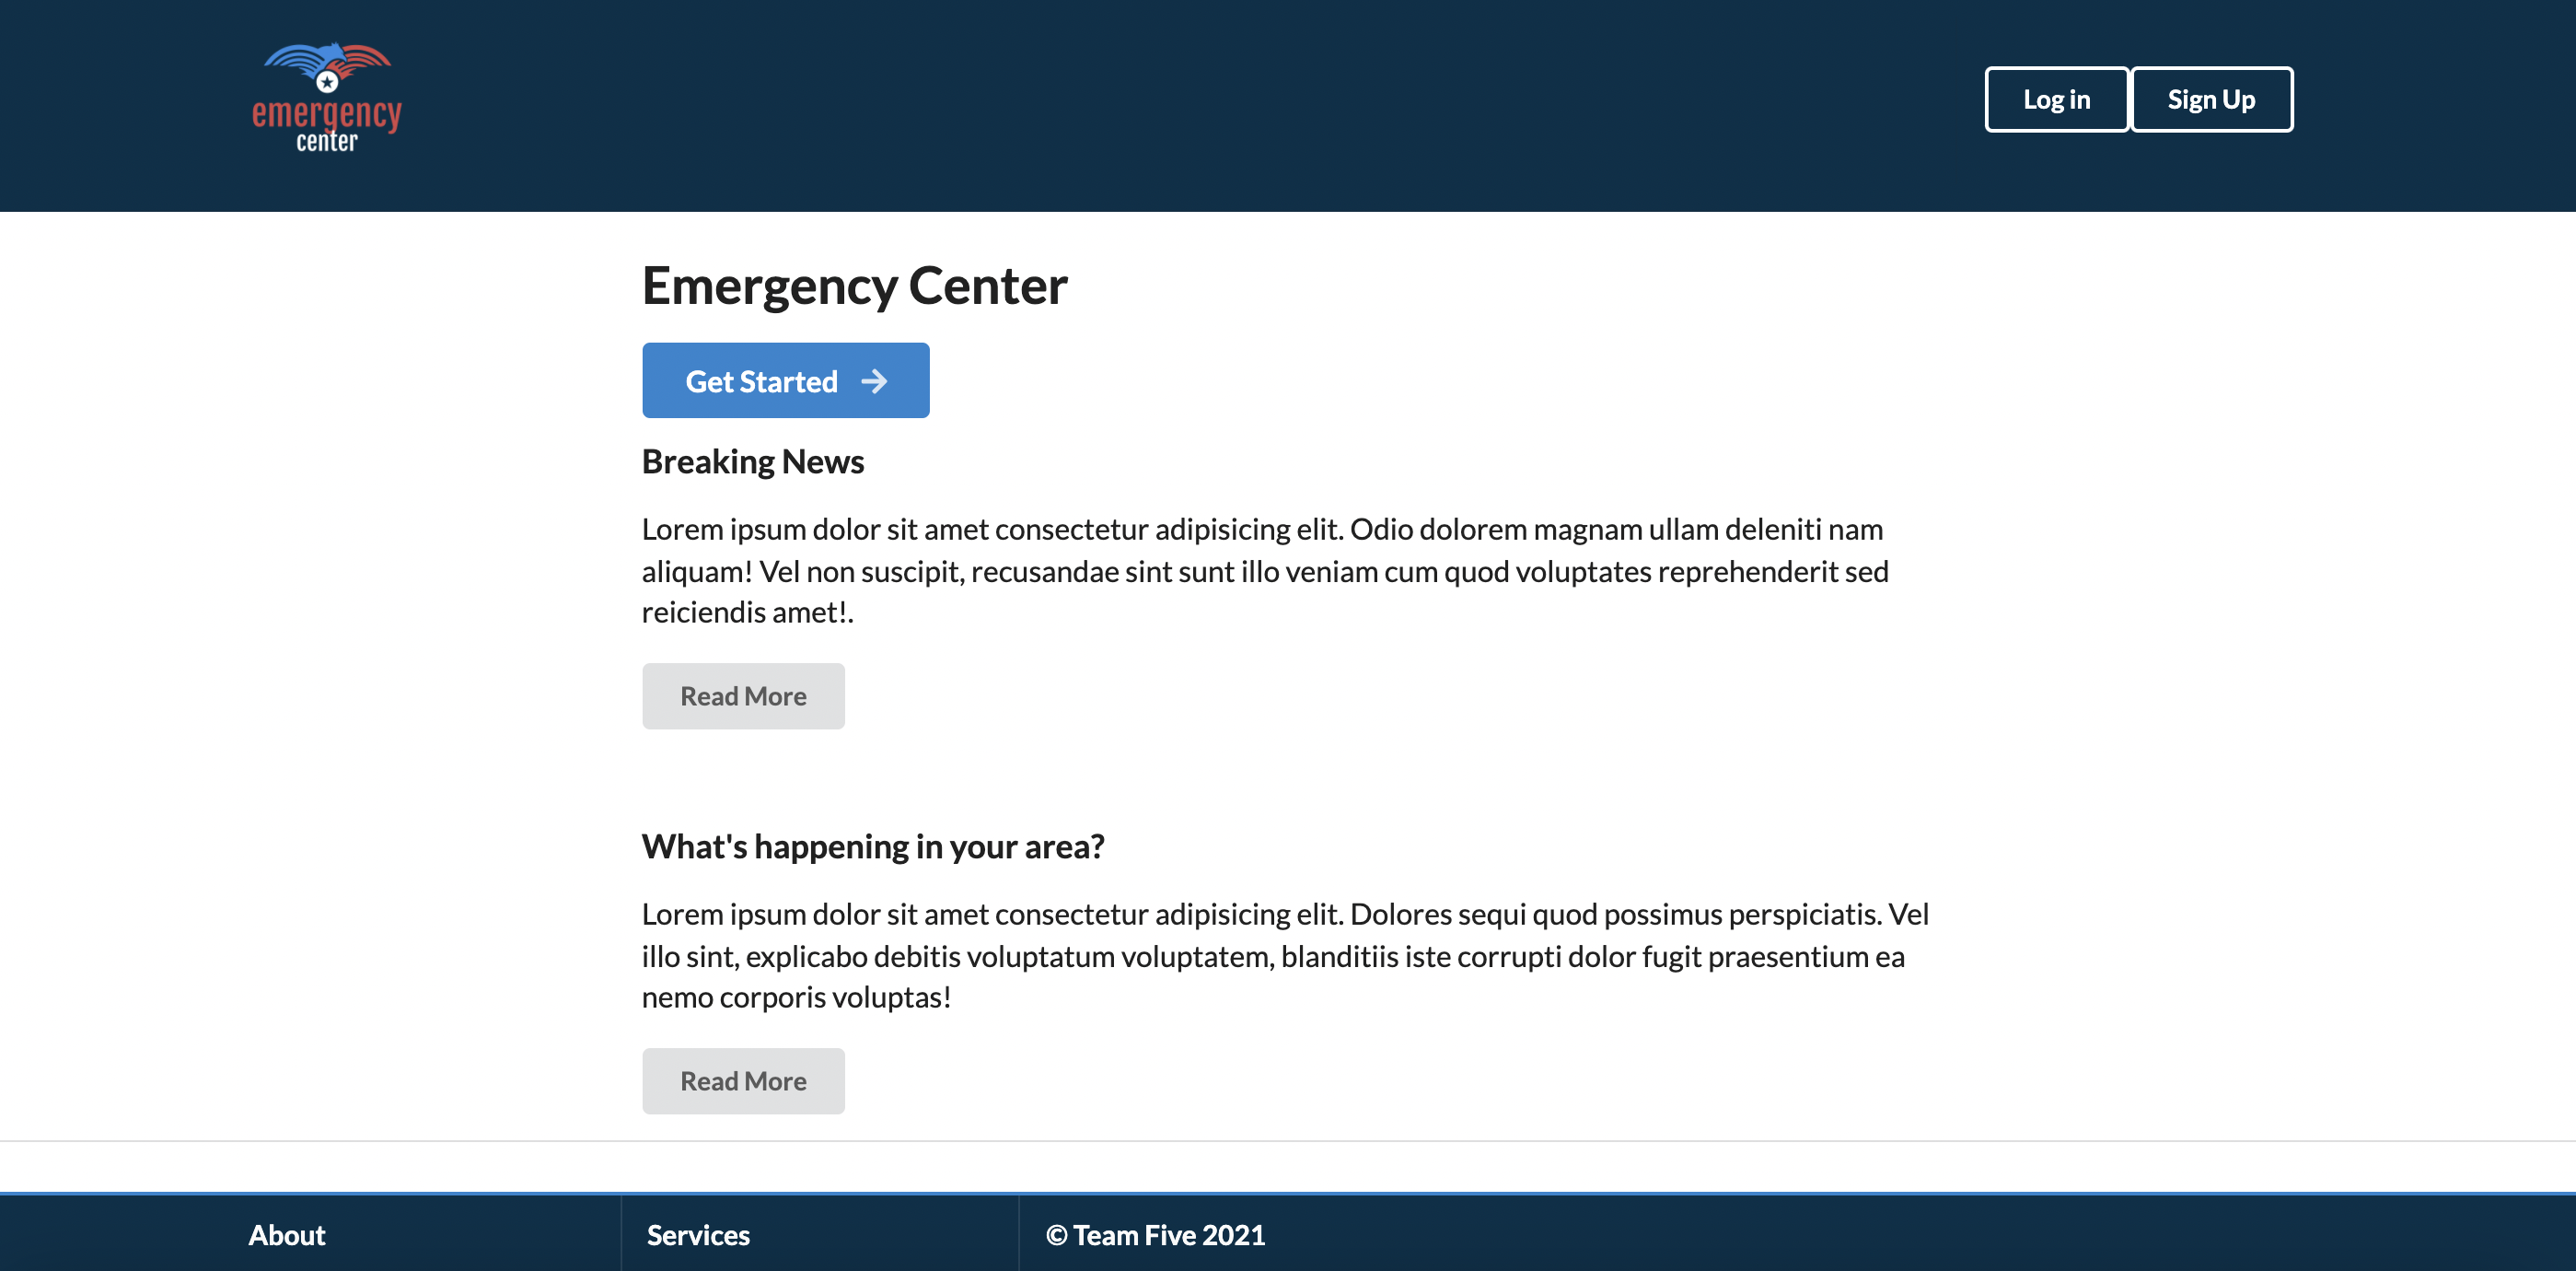 emergency
center
Log in
Sign Up
Emergency Center
Get Started
Breaking News
Lorem ipsum dolor sit amet consectetur adipisicing elit. Odio dolorem magnam ullam deleniti nam
aliquam! Vel non suscipit, recusandae sint sunt illo veniam cum quod voluptates reprehenderit sed
reiciendis amet!.
Read More
What's happening in your area?
Lorem ipsum dolor sit amet consectetur adipisicing elit. Dolores sequi quod possimus perspiciatis. Vel
illo sint, explicabo debitis voluptatum voluptatem, blanditiis iste corrupti dolor fugit praesentium ea
nemo corporis voluptas!
Read More
About
Services
© Team Five 2021